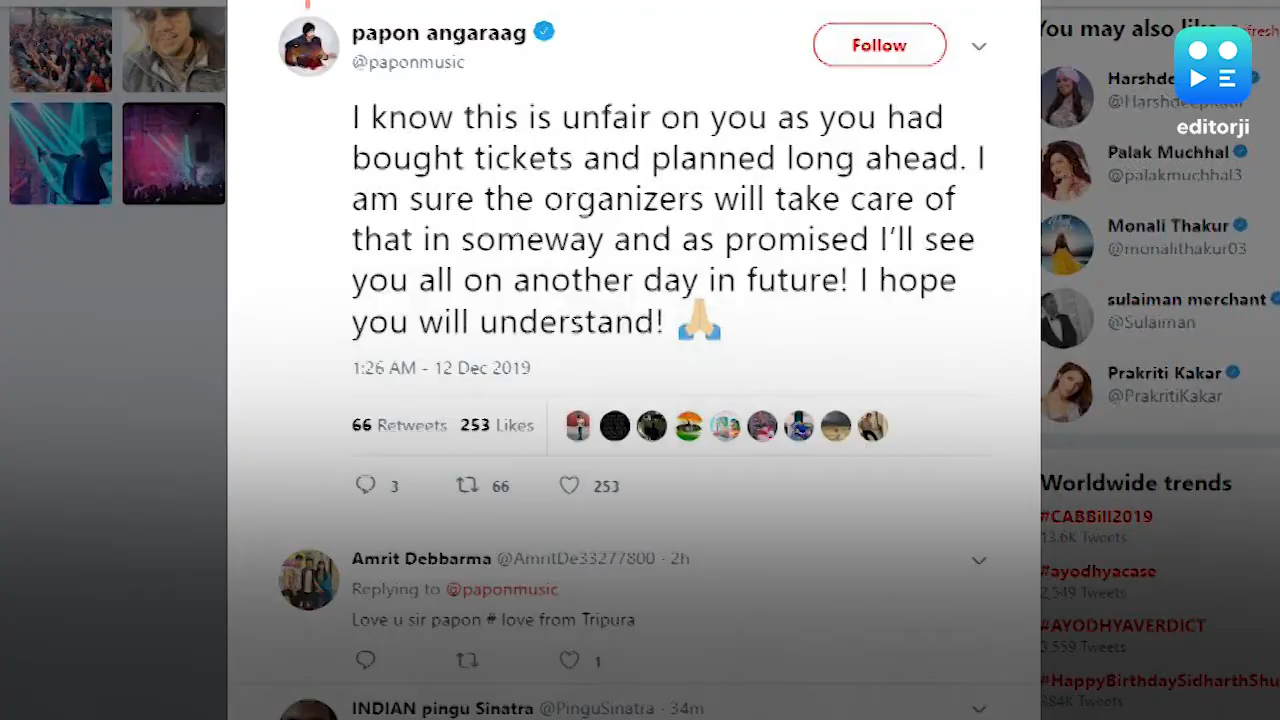 papon angaraag
@paponmusic
Follow
I know this is unfair on you as you had
bought tickets and planned long ahead. I
am sure the organizers will take care of
that in someway and as promised I'll see
you all on another day in future! I hope
you will understand!
1:26 AM - 12 Dec 2019
66 Retweets 253 Likes
3 66 253
Amrit Debbarma @AmritDe33277800 · 2h
Replying to @paponmusic
Love u sir papon # love from Tripura
1
INDIAN pingu Sinatra @PinguSinatra · 34m
You may also
editorji
Palak Muchhal
@palakmuchhal3
Monali Thakur
@monalithakur03
sulaiman merchant
@Sulaiman
Prakriti Kakar
@PrakritiKakar
Worldwide trends
#CABBill2019
13.6K Tweets
#ayodhyacase
2,549 Tweets
#AYODHYAVERDICT
3,559 Tweets
#HappyBirthdaySidharthShu
384K Tweets